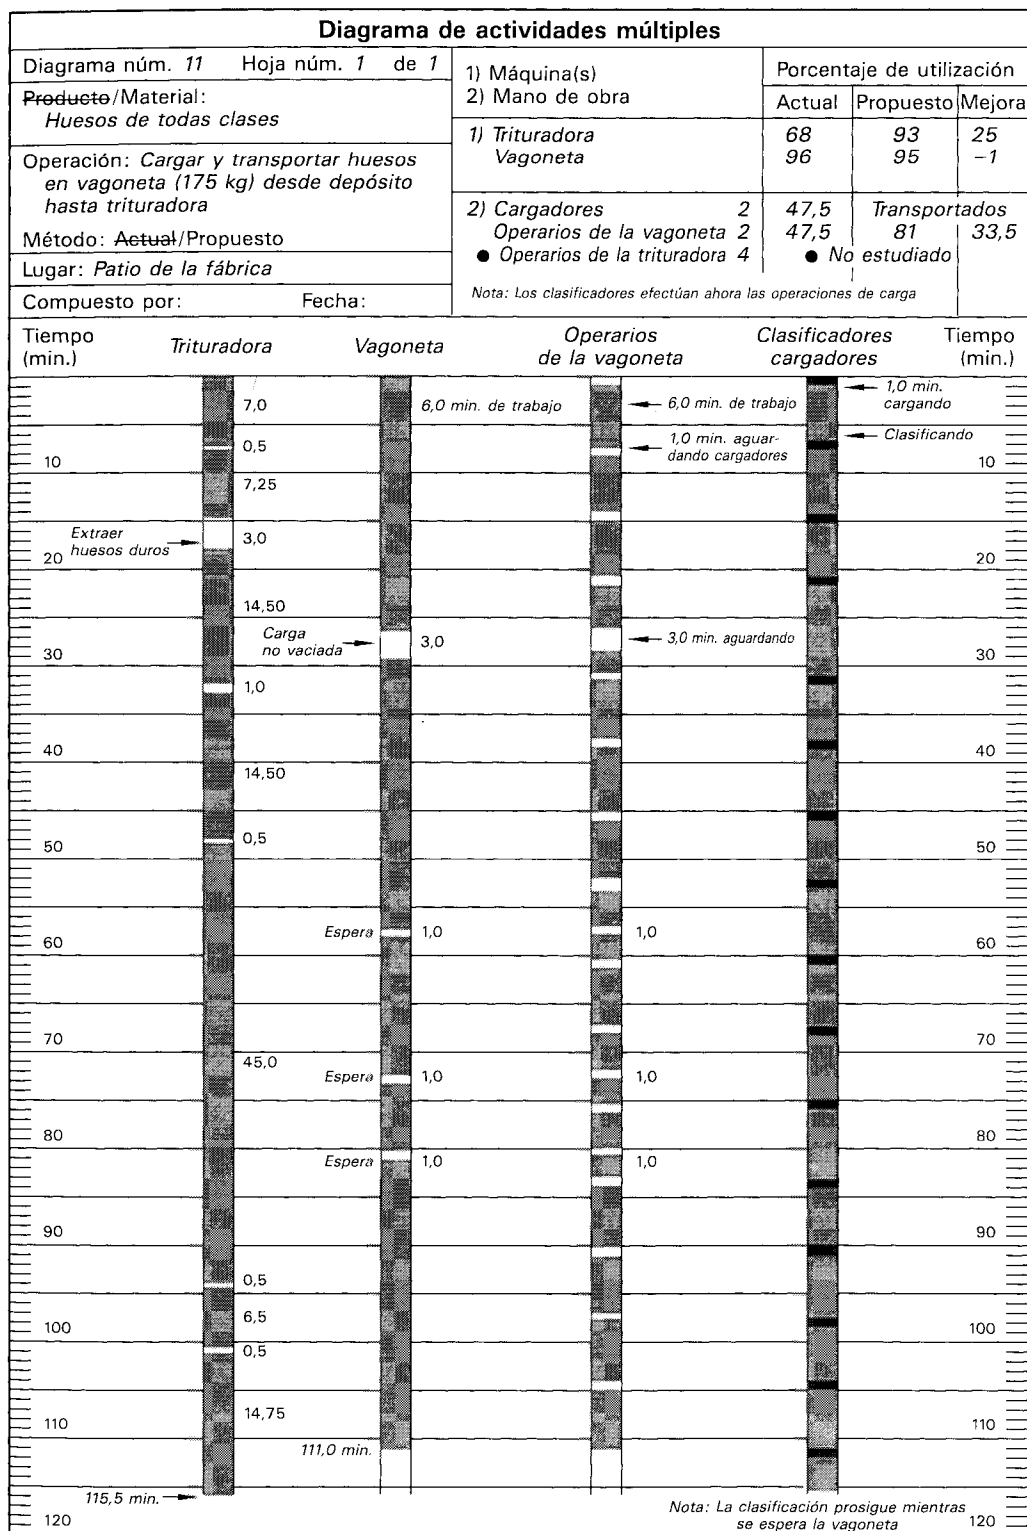 Diagrama de actividades múltiples
Diagrama núm. 11 Hoja núm. 1 de 1
Producto/Material:
Huesos de todas clases
Operación: Cargar y transportar huesos
en vagoneta (175 kg) desde depósito
hasta trituradora
Método: Actual/Propuesto
Lugar: Patio de la fábrica
Compuesto por: Fecha:
1) Máquina(s)
2) Mano de obra
Porcentaje de utilización
Actual Propuesto Mejora
1) Trituradora 68 93 25
Vagoneta 96 95 -1
2) Cargadores 2 47,5 Transportados
Operarios de la vagoneta 2 47,5 81 33,5
● Operarios de la trituradora 4 ● No estudiado
Nota: Los clasificadores efectúan ahora las operaciones de carga
Tiempo
(min.)
Trituradora
Vagoneta
Operarios
de la vagoneta
Clasificadores
cargadores
Tiempo
(min.)
1,0 min.
cargando
7,0
6,0 min. de trabajo
6,0 min. de trabajo
0,5
1,0 min. aguar-
dando cargadores
Clasificando
10
10
7,25
Extraer
huesos duros
3,0
20
20
14,50
Carga
no vaciada
3,0
3,0 min. aguardando
30
30
1,0
40
40
14,50
0,5
50
50
Espera
1,0
1,0
60
60
70
70
45,0
Espera
1,0
1,0
80
80
Espera
1,0
1,0
90
90
0,5
6,5
100
100
0,5
14,75
110
110
111,0 min.
115,5 min.
Nota: La clasificación prosigue mientras
se espera la vagoneta
120
120